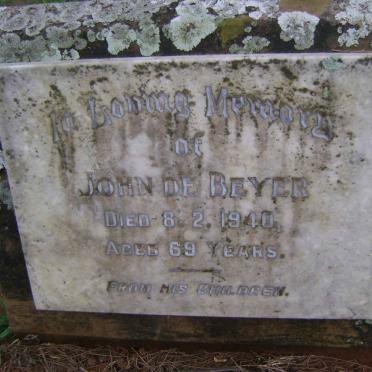 In Loving Memory
of
John de Beyer
Died 8-2-1940.
Aged 69 Years.
From his children.